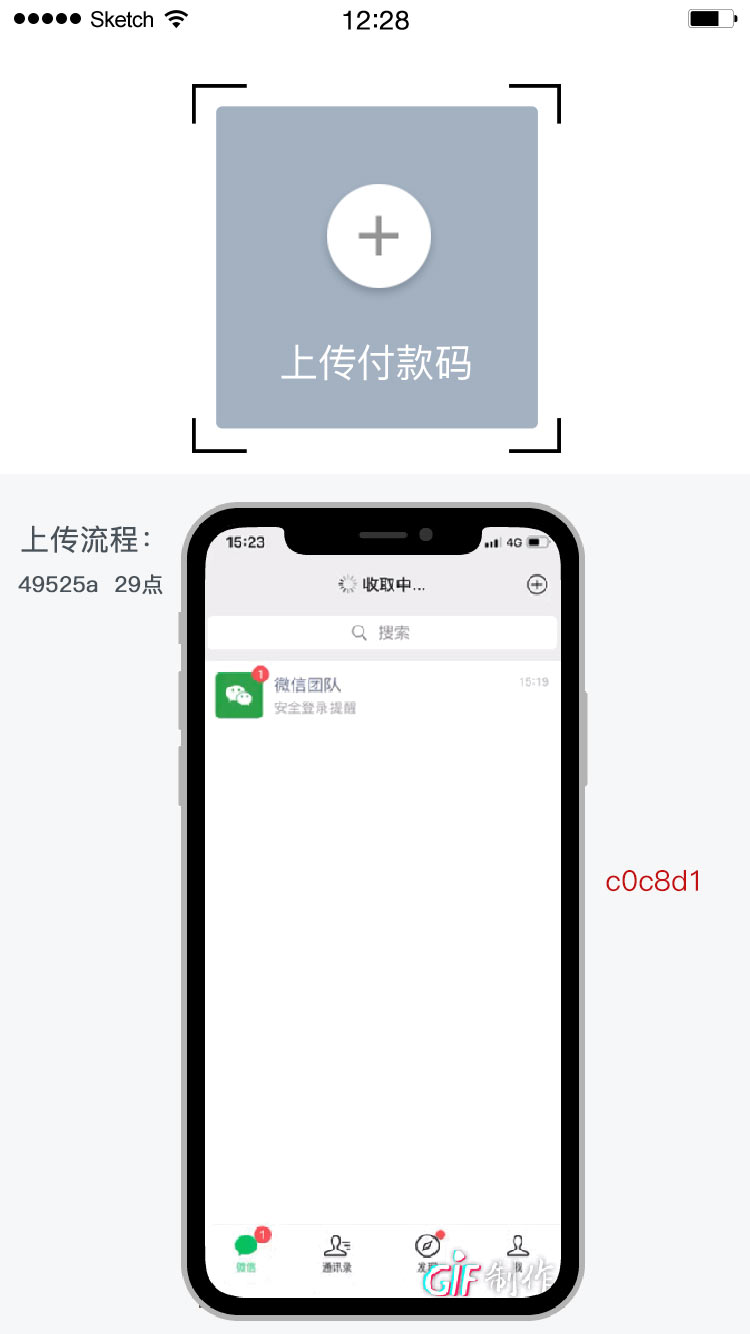 Sketch 12:28
上传付款码
上传流程：
49525a 29点
15:23 4G
收取中...
搜索
1
微信团队 15:19
安全登录提醒
c0c8d1
1
微信 通讯录 发现 我
GIF制作